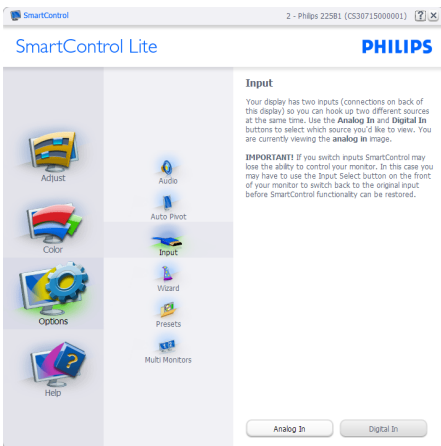 SmartControl
2 - Philips 225B1 (CS30715000001)
SmartControl Lite
PHILIPS
Adjust
Color
Options
Help
Audio
Auto Pivot
Input
Wizard
Presets
Multi Monitors
Input
Your display has two inputs (connections on back of
this display) so you can hook up two different sources
at the same time. Use the Analog In and Digital In
buttons to select which source you'd like to view. You
are currently viewing the analog in image.
IMPORTANT! If you switch inputs SmartControl may
lose the ability to control your monitor. In this case you
may have to use the Input Select button on the front
of your monitor to switch back to the original input
before SmartControl functionality can be restored.
Analog In
Digital In